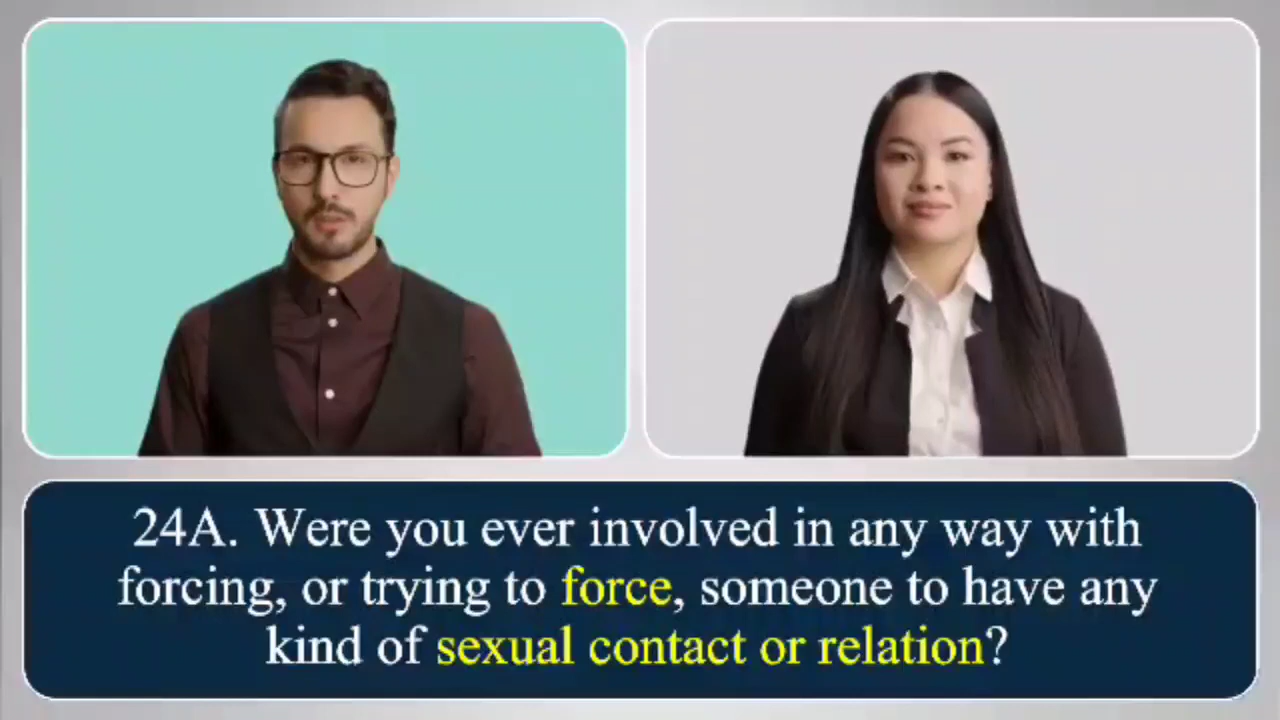 24A. Were you ever involved in any way with
forcing, or trying to force, someone to have any
kind of sexual contact or relation?